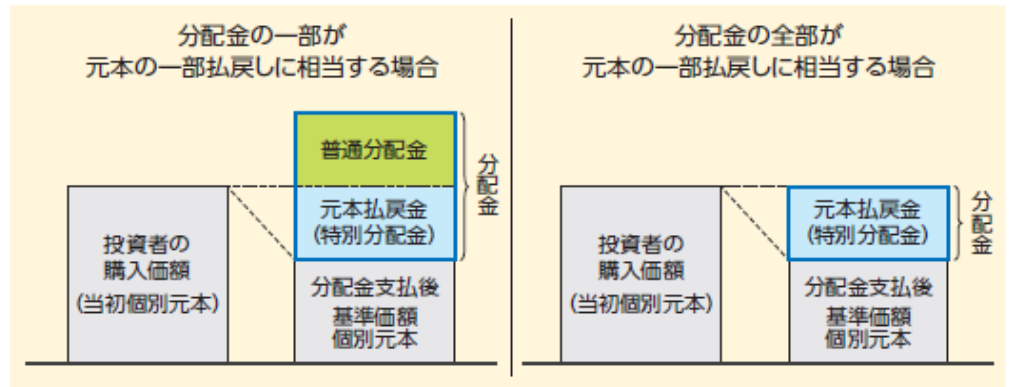 分配金の一部が
元本の一部払戻しに相当する場合
普通分配金
元本払戻金
(特別分配金)
分配金
投資者の
購入価額
(当初個別元本)
分配金支払後
基準価額
個別元本
分配金の全部が
元本の一部払戻しに相当する場合
元本払戻金
(特別分配金)
分配金
投資者の
購入価額
(当初個別元本)
分配金支払後
基準価額
個別元本